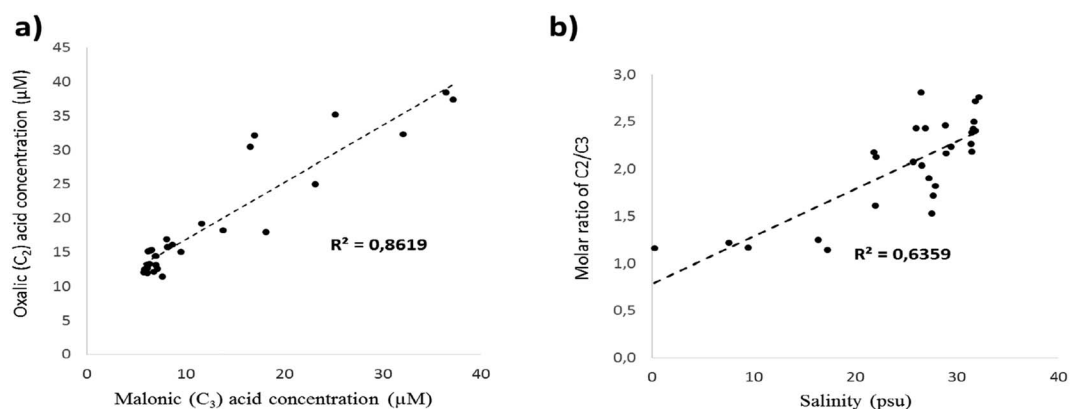 a)
Oxalic (C₂) acid concentration (µM)
45
40
35
30
25
20
15
10
5
0
R² = 0,8619
0 10 20 30 40
Malonic (C₃) acid concentration (µM)
b)
Molar ratio of C2/C3
3,0
2,5
2,0
1,5
1,0
0,5
0,0
R² = 0,6359
0 10 20 30 40
Salinity (psu)